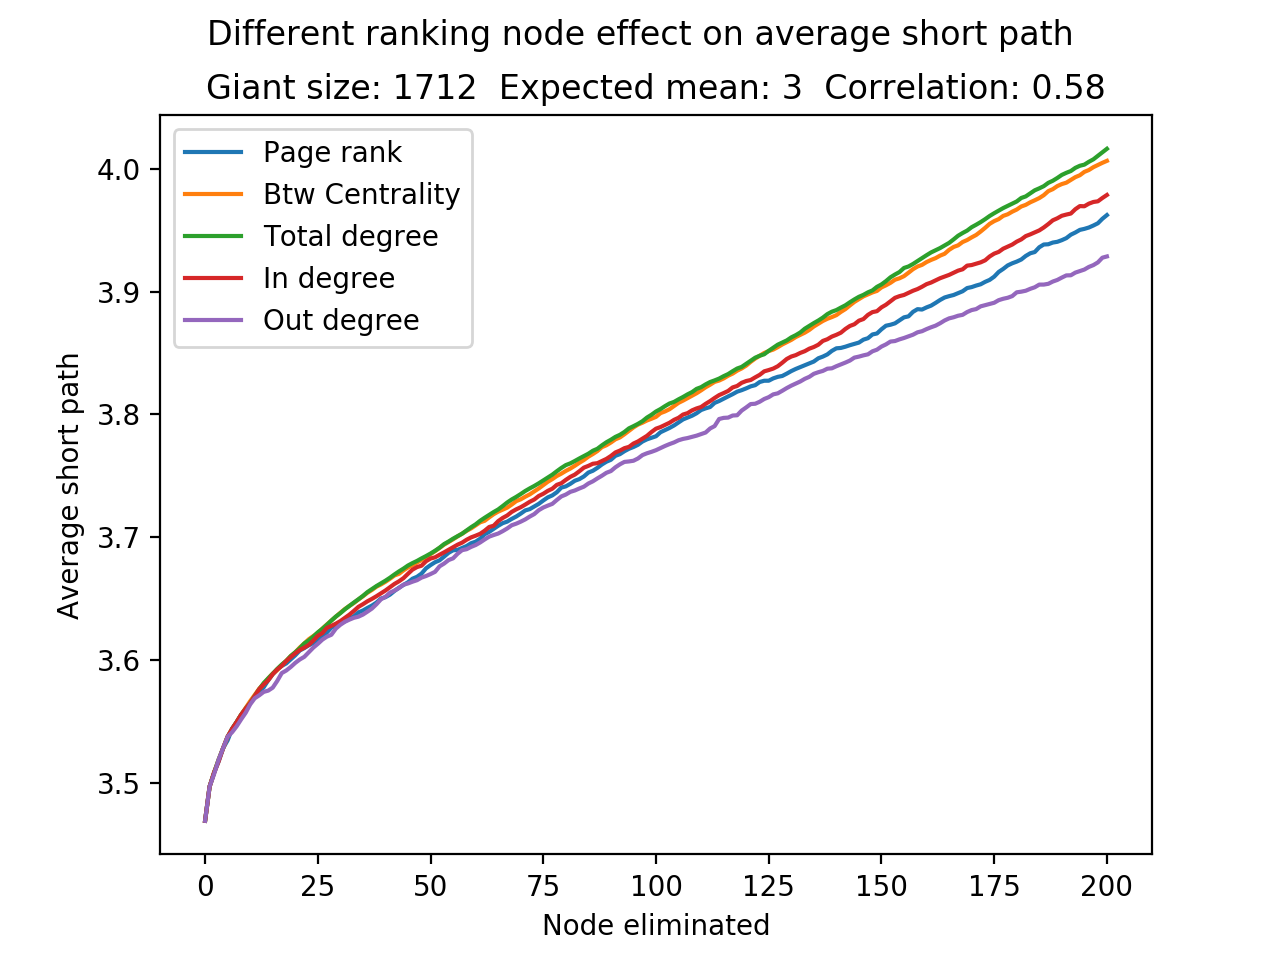 Different ranking node effect on average short path
Giant size: 1712  Expected mean: 3  Correlation: 0.58
Page rank
Btw Centrality
Total degree
In degree
Out degree
Average short path
4.0
3.9
3.8
3.7
3.6
3.5
0 25 50 75 100 125 150 175 200
Node eliminated